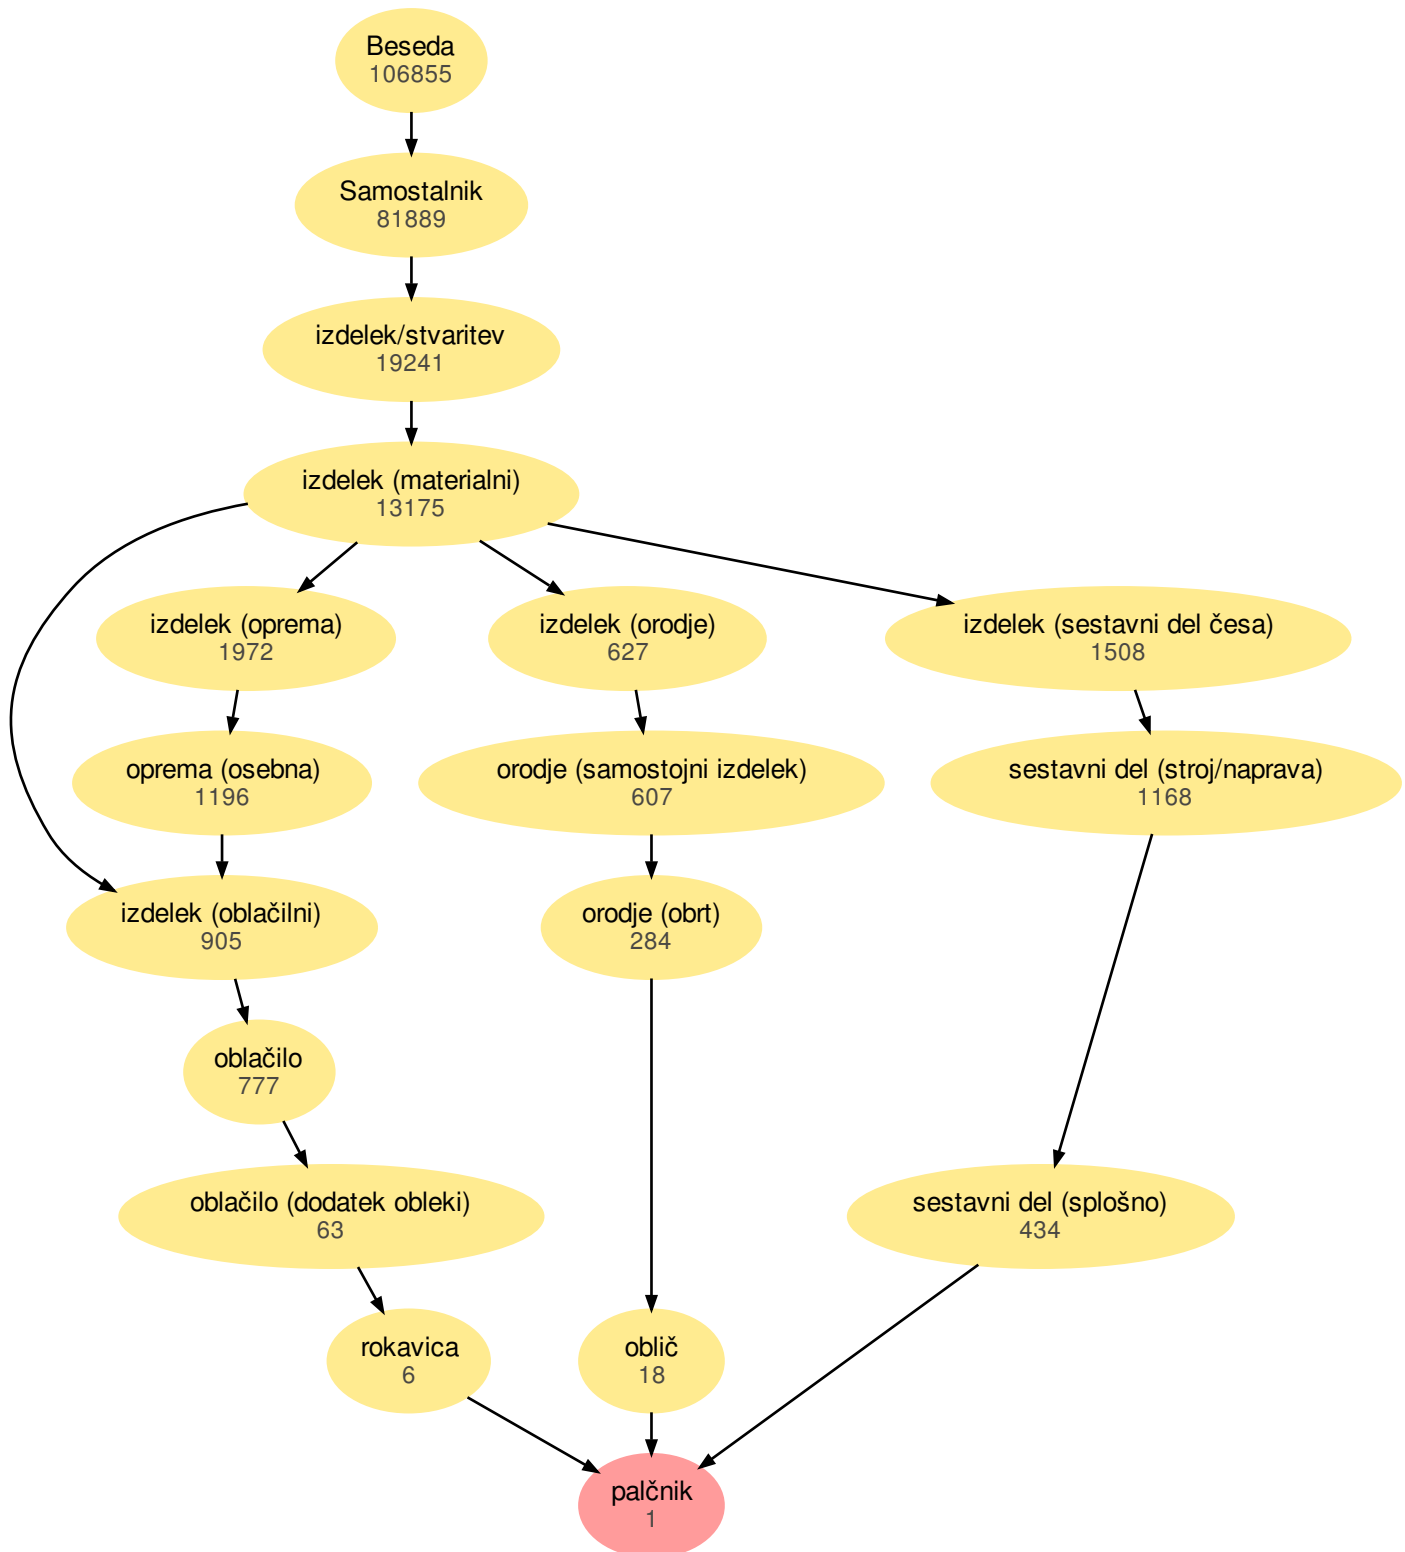 Beseda
106855
Samostalnik
81889
izdelek/stvaritev
19241
izdelek (materialni)
13175
izdelek (oprema)
1972
izdelek (orodje)
627
izdelek (sestavni del česa)
1508
oprema (osebna)
1196
orodje (samostojni izdelek)
607
sestavni del (stroj/naprava)
1168
izdelek (oblačilni)
905
orodje (obrt)
284
oblačilo
777
oblačilo (dodatek obleki)
63
sestavni del (splošno)
434
rokavica
6
oblič
18
palčnik
1